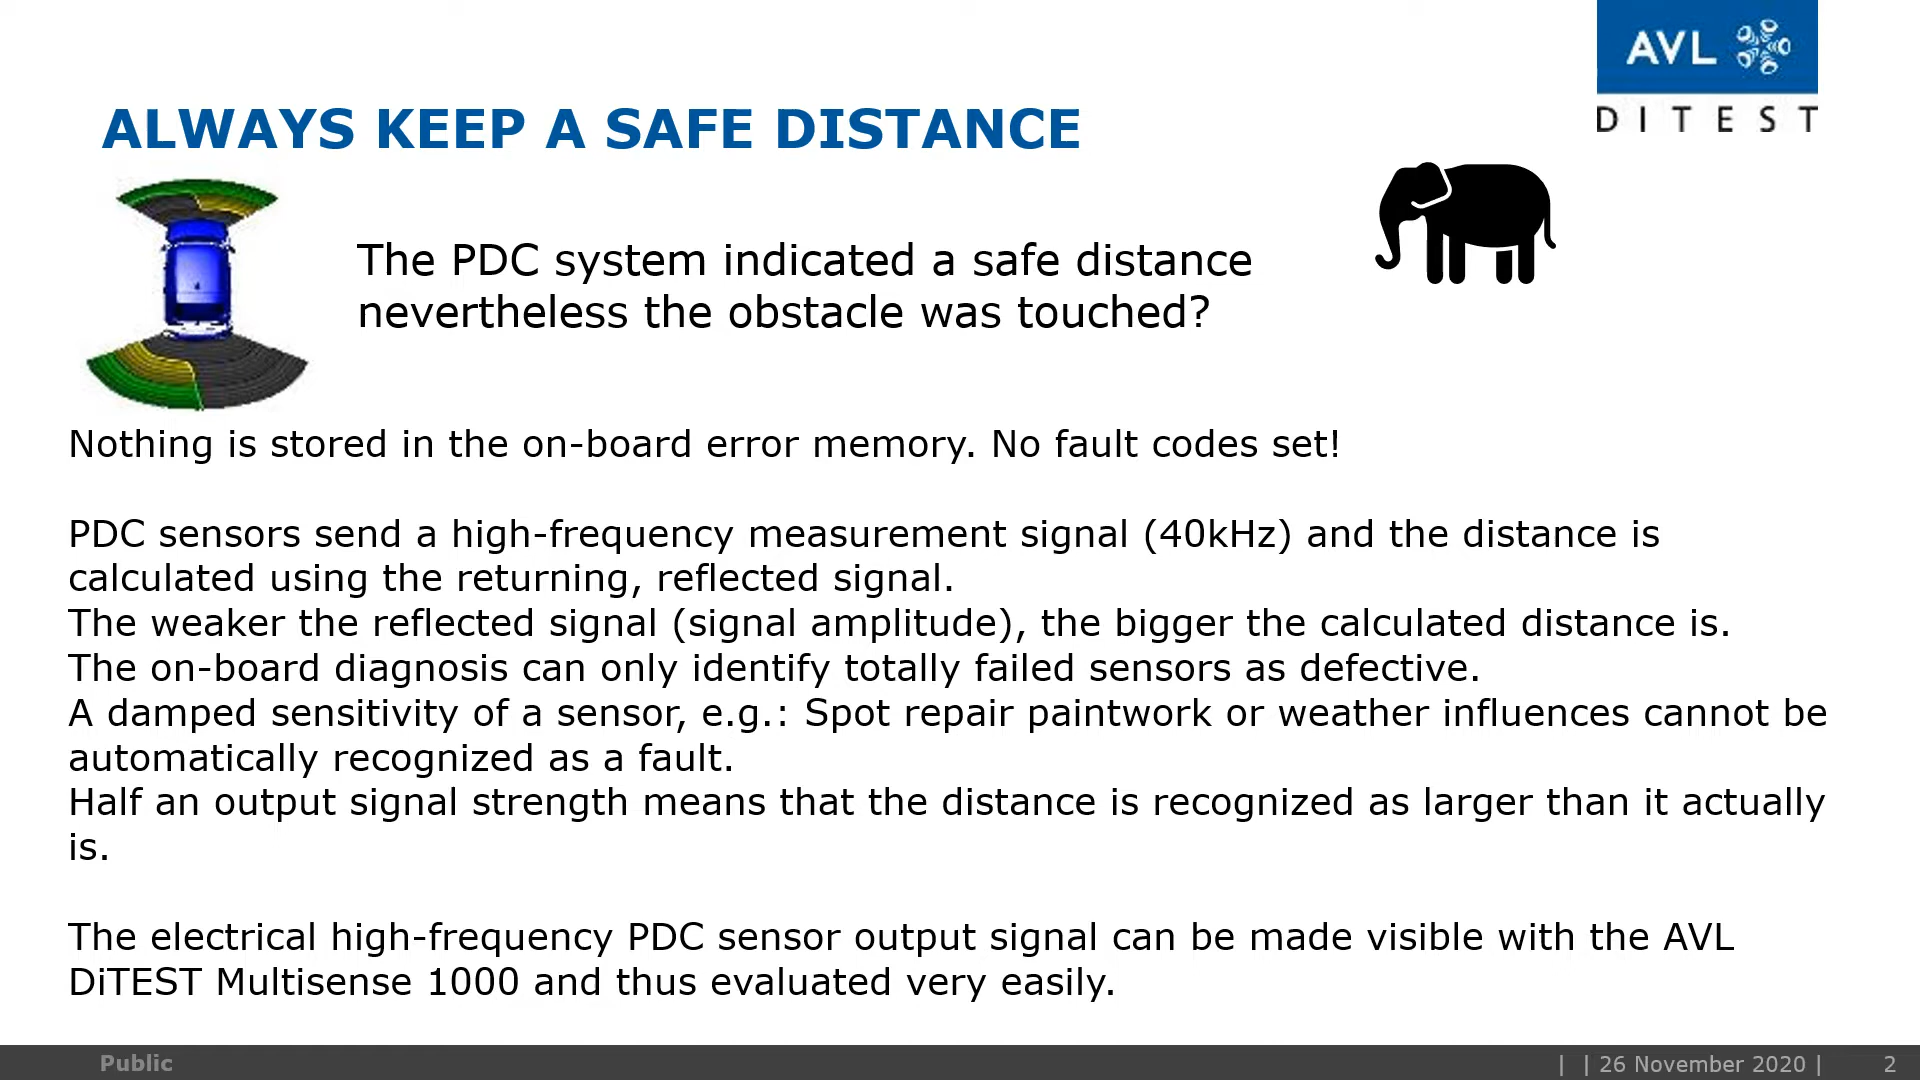 AVL
DITEST
ALWAYS KEEP A SAFE DISTANCE
The PDC system indicated a safe distance
nevertheless the obstacle was touched?
Nothing is stored in the on-board error memory. No fault codes set!
PDC sensors send a high-frequency measurement signal (40kHz) and the distance is
calculated using the returning, reflected signal.
The weaker the reflected signal (signal amplitude), the bigger the calculated distance is.
The on-board diagnosis can only identify totally failed sensors as defective.
A damped sensitivity of a sensor, e.g.: Spot repair paintwork or weather influences cannot be
automatically recognized as a fault.
Half an output signal strength means that the distance is recognized as larger than it actually
is.
The electrical high-frequency PDC sensor output signal can be made visible with the AVL
DiTEST Multisense 1000 and thus evaluated very easily.
Public | | 26 November 2020 | 2